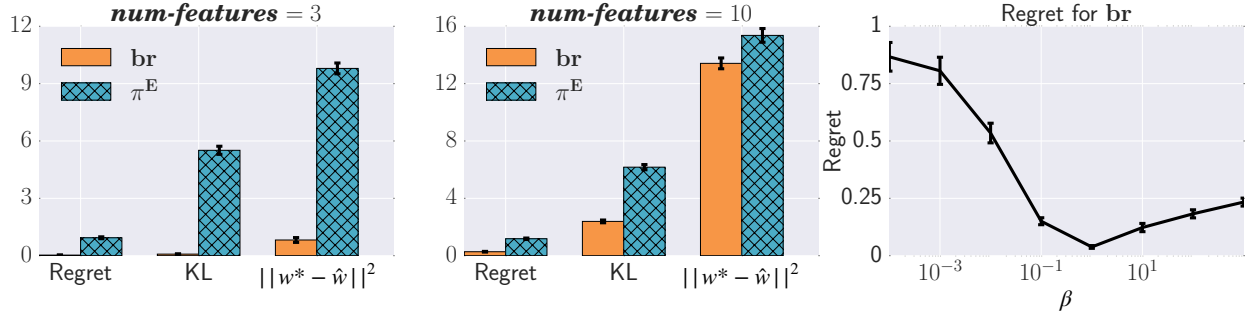 num-features = 3
12
9
6
3
0
br
π^E
Regret
KL
||w* − ŵ||²
num-features = 10
16
12
8
4
0
br
π^E
Regret
KL
||w* − ŵ||²
Regret for br
Regret
1
0.75
0.5
0.25
0
10⁻³
10⁻¹
10¹
β